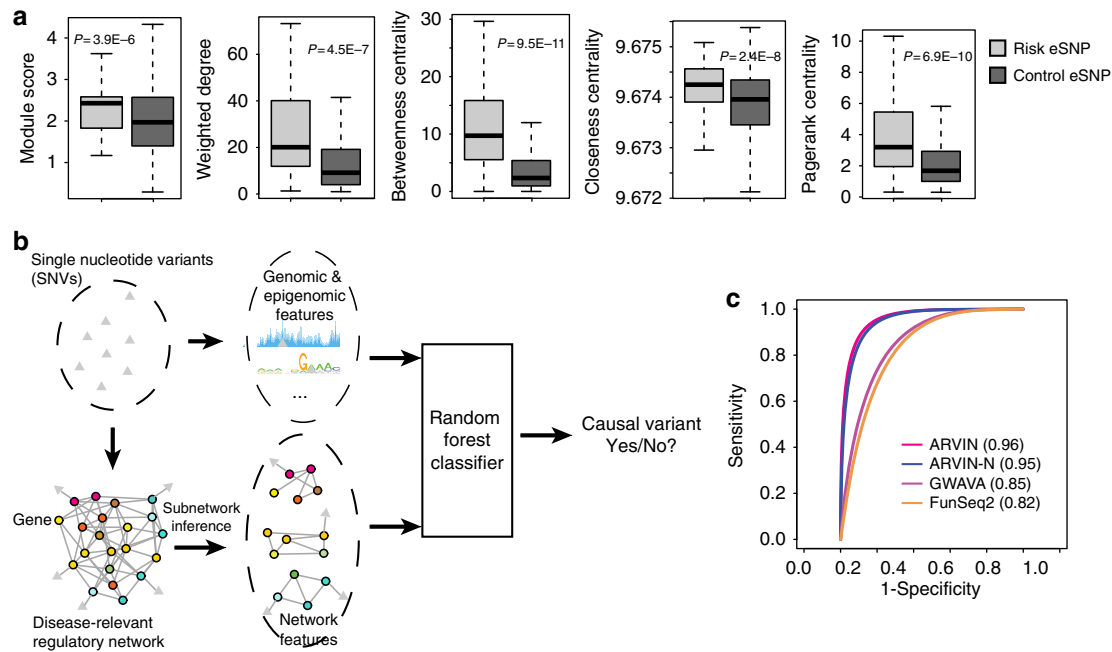 a
Module score
4
3
2
1
P=3.9E–6
Weighted degree
60
40
20
0
P=4.5E–7
Betweenness centrality
30
20
10
0
P=9.5E–11
Closeness centrality
9.675
9.674
9.673
9.672
P=2.4E–8
Pagerank centrality
10
8
6
4
2
0
P=6.9E–10
Risk eSNP
Control eSNP
b
Single nucleotide variants
(SNVs)
Genomic &
epigenomic
features
...
Gene
Subnetwork
inference
Disease-relevant
regulatory network
Network
features
Random
forest
classifier
Causal variant
Yes/No?
c
Sensitivity
1.0
0.8
0.6
0.4
0.2
0.0
ARVIN (0.96)
ARVIN-N (0.95)
GWAVA (0.85)
FunSeq2 (0.82)
0.0 0.2 0.4 0.6 0.8 1.0
1-Specificity